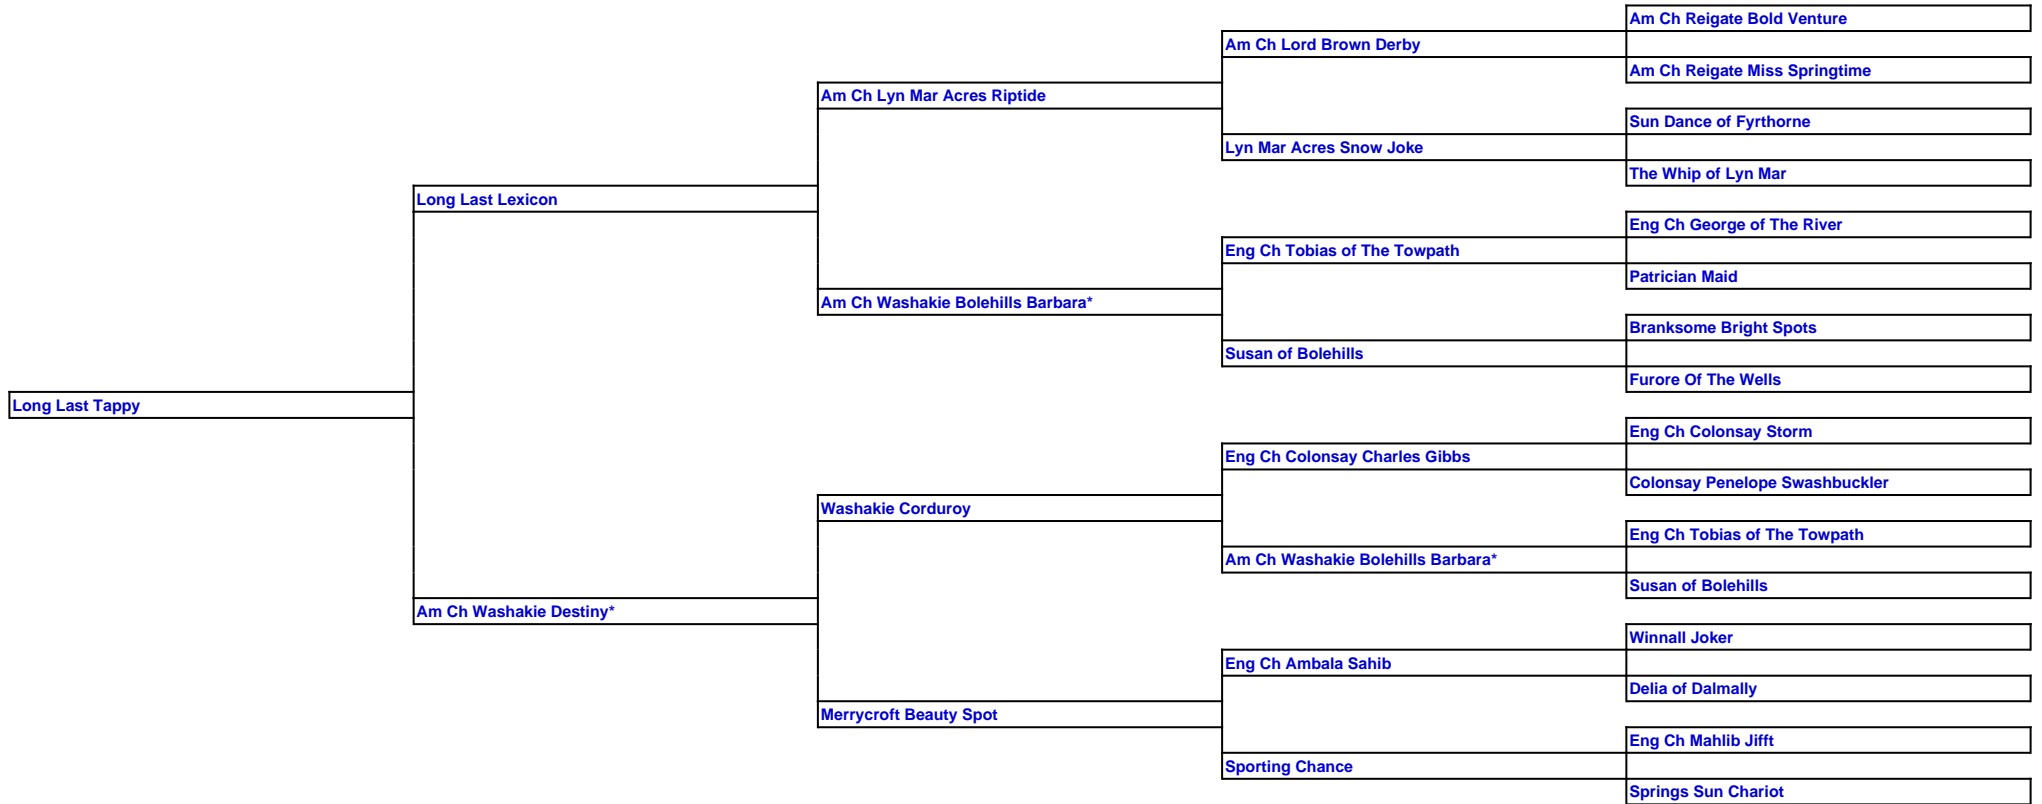 Am Ch Reigate Bold Venture
Am Ch Lord Brown Derby
Am Ch Reigate Miss Springtime
Am Ch Lyn Mar Acres Riptide
Sun Dance of Fyrthorne
Lyn Mar Acres Snow Joke
The Whip of Lyn Mar
Long Last Lexicon
Eng Ch George of The River
Eng Ch Tobias of The Towpath
Patrician Maid
Am Ch Washakie Bolehills Barbara*
Branksome Bright Spots
Susan of Bolehills
Furore Of The Wells
Long Last Tappy
Eng Ch Colonsay Storm
Eng Ch Colonsay Charles Gibbs
Colonsay Penelope Swashbuckler
Washakie Corduroy
Eng Ch Tobias of The Towpath
Am Ch Washakie Bolehills Barbara*
Susan of Bolehills
Am Ch Washakie Destiny*
Winnall Joker
Eng Ch Ambala Sahib
Delia of Dalmally
Merrycroft Beauty Spot
Eng Ch Mahlib Jifft
Sporting Chance
Springs Sun Chariot